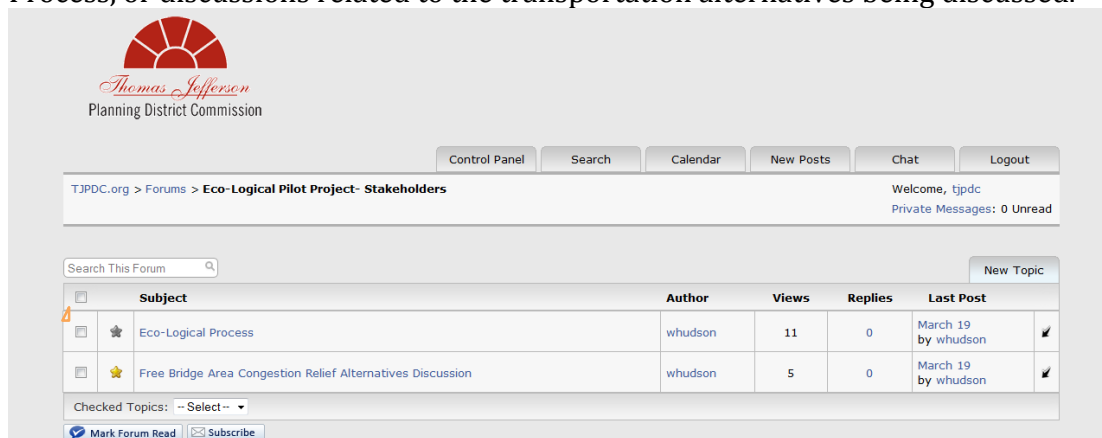 Process, or discussions related to the transportation alternatives being discussed.
Thomas Jefferson
Planning District Commission
Control Panel Search Calendar New Posts Chat Logout
TJPDC.org > Forums > Eco-Logical Pilot Project- Stakeholders
Welcome, tjpdc
Private Messages: 0 Unread
Search This Forum
New Topic
Subject Author Views Replies Last Post
Eco-Logical Process whudson 11 0 March 19
by whudson
Free Bridge Area Congestion Relief Alternatives Discussion whudson 5 0 March 19
by whudson
Checked Topics: -- Select --
Mark Forum Read Subscribe